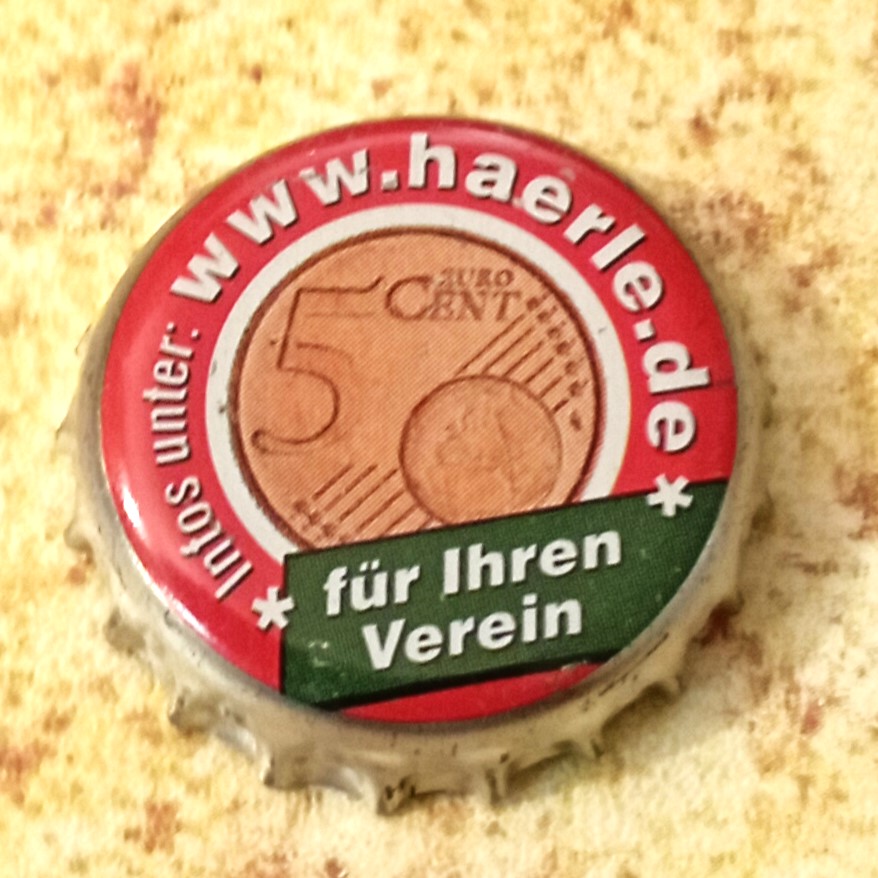 Infos unter: www.haerle.de
5 EURO
CENT
* für Ihren *
Verein